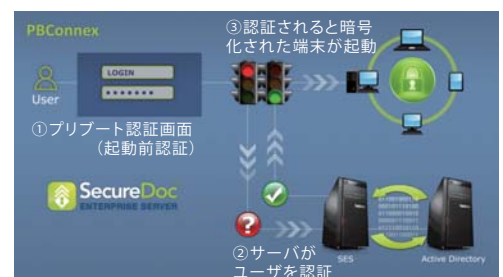 PBConnex
③認証されると暗号
化された端末が起動
LOGIN
User
①プリブート認証画面
（起動前認証）
SecureDoc
ENTERPRISE SERVER
②サーバが
ユーザを認証
SES
Active Directory